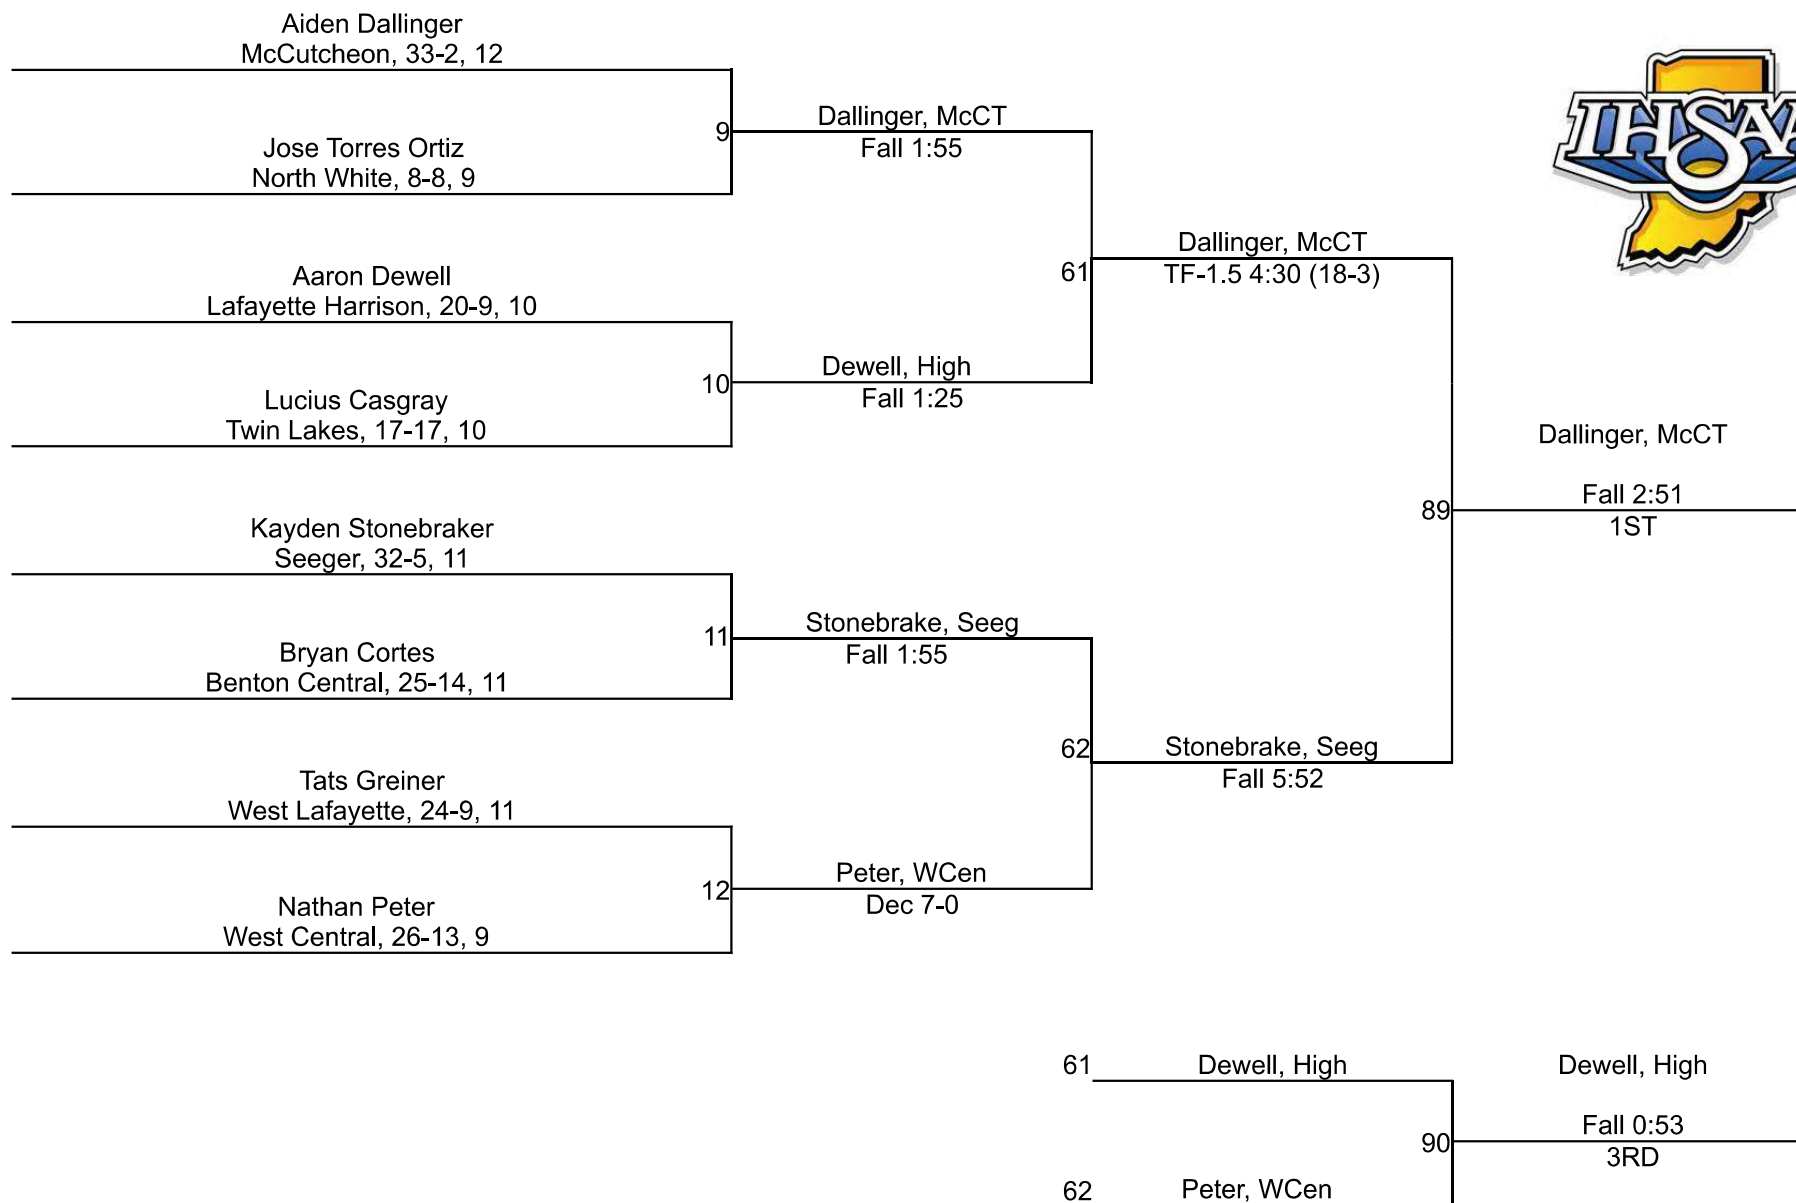 Aiden Dallinger
McCutcheon, 33-2, 12
Jose Torres Ortiz
North White, 8-8, 9
9
Dallinger, McCT
Fall 1:55
Aaron Dewell
Lafayette Harrison, 20-9, 10
Lucius Casgray
Twin Lakes, 17-17, 10
10
Dewell, High
Fall 1:25
61
Dallinger, McCT
TF-1.5 4:30 (18-3)
Kayden Stonebraker
Seeger, 32-5, 11
Bryan Cortes
Benton Central, 25-14, 11
11
Stonebrake, Seeg
Fall 1:55
Tats Greiner
West Lafayette, 24-9, 11
Nathan Peter
West Central, 26-13, 9
12
Peter, WCen
Dec 7-0
62
Stonebrake, Seeg
Fall 5:52
89
Dallinger, McCT
Fall 2:51
1ST
IHSAA
61
Dewell, High
62
Peter, WCen
90
Dewell, High
Fall 0:53
3RD